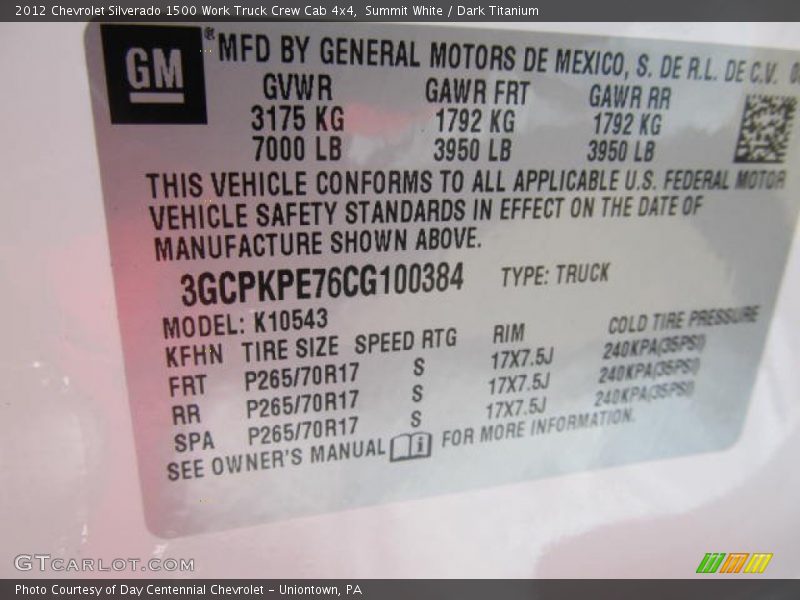 2012 Chevrolet Silverado 1500 Work Truck Crew Cab 4x4, Summit White / Dark Titanium
GM ® MFD BY GENERAL MOTORS DE MEXICO, S. DE R.L. DE C.V.
GVWR GAWR FRT GAWR RR
3175 KG 1792 KG 1792 KG
7000 LB 3950 LB 3950 LB
THIS VEHICLE CONFORMS TO ALL APPLICABLE U.S. FEDERAL MOTOR
VEHICLE SAFETY STANDARDS IN EFFECT ON THE DATE OF
MANUFACTURE SHOWN ABOVE.
3GCPKPE76CG100384 TYPE: TRUCK
MODEL: K10543
KFHN TIRE SIZE SPEED RTG RIM COLD TIRE PRESSURE
FRT P265/70R17 S 17X7.5J 240KPA(35PSI)
RR P265/70R17 S 17X7.5J 240KPA(35PSI)
SPA P265/70R17 S 17X7.5J 240KPA(35PSI)
SEE OWNER'S MANUAL i FOR MORE INFORMATION.
GTCARLOT.COM
Photo Courtesy of Day Centennial Chevrolet - Uniontown, PA